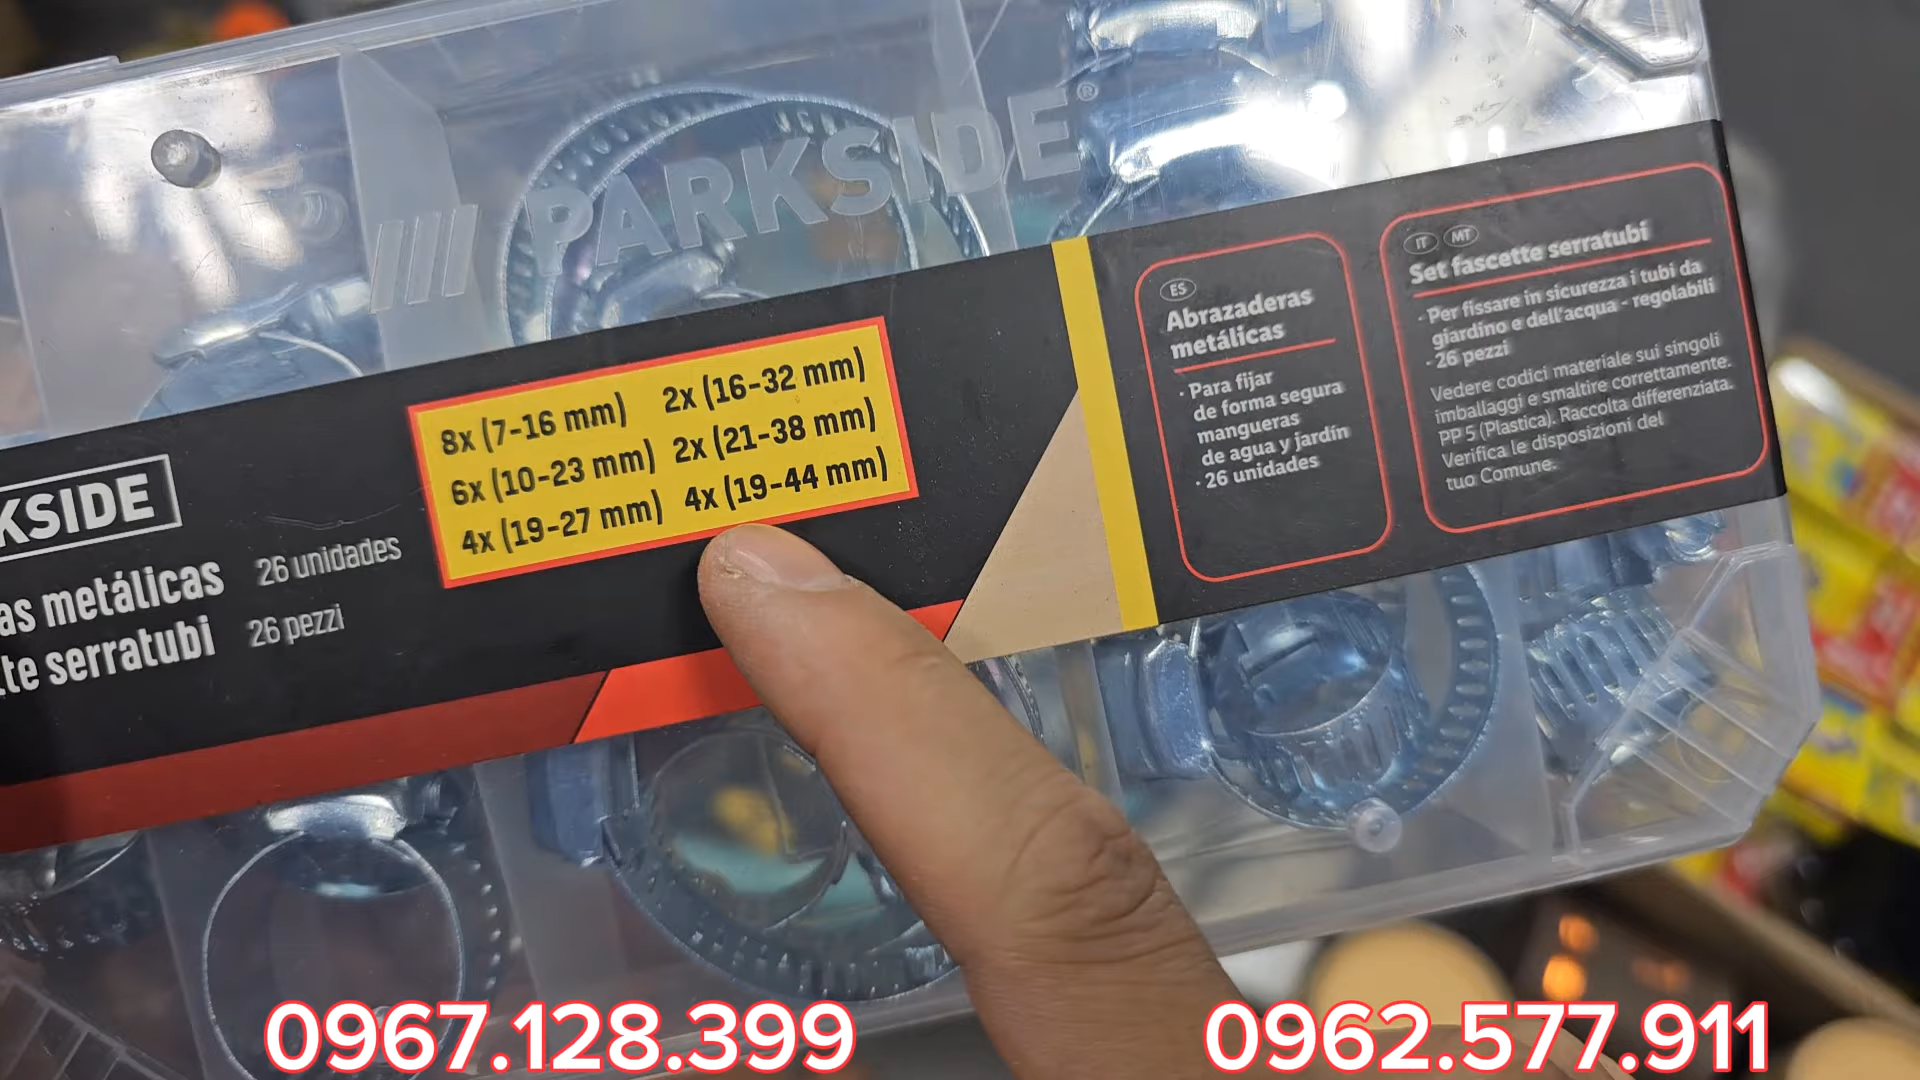 PARKSIDE®
KSIDE
as metálicas 26 unidades
te serratubi 26 pezzi
8x (7-16 mm) 2x (16-32 mm)
6x (10-23 mm) 2x (21-38 mm)
4x (19-27 mm) 4x (19-44 mm)
ES
Abrazaderas
metálicas
· Para fijar
de forma segura
mangueras
de agua y jardín
· 26 unidades
IT MT
Set fascette serratubi
· Per fissare in sicurezza i tubi da
giardino e dell'acqua - regolabili
· 26 pezzi
Vedere codici materiale sui singoli
imballaggi e smaltire correttamente.
PP 5 (Plastica). Raccolta differenziata.
Verifica le disposizioni del
tuo Comune.
0967.128.399
0962.577.911